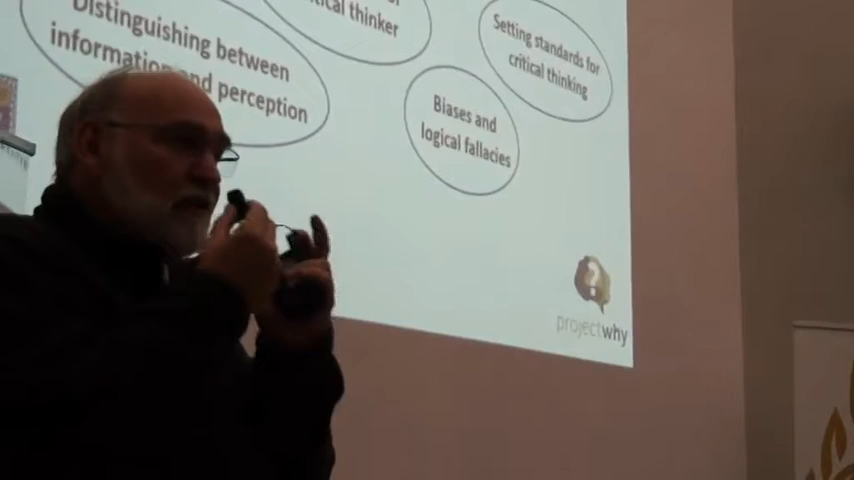 Distinguishing between
information and perception
critical thinker
Setting standards for
critical thinking
Biases and
logical fallacies
projectwhy